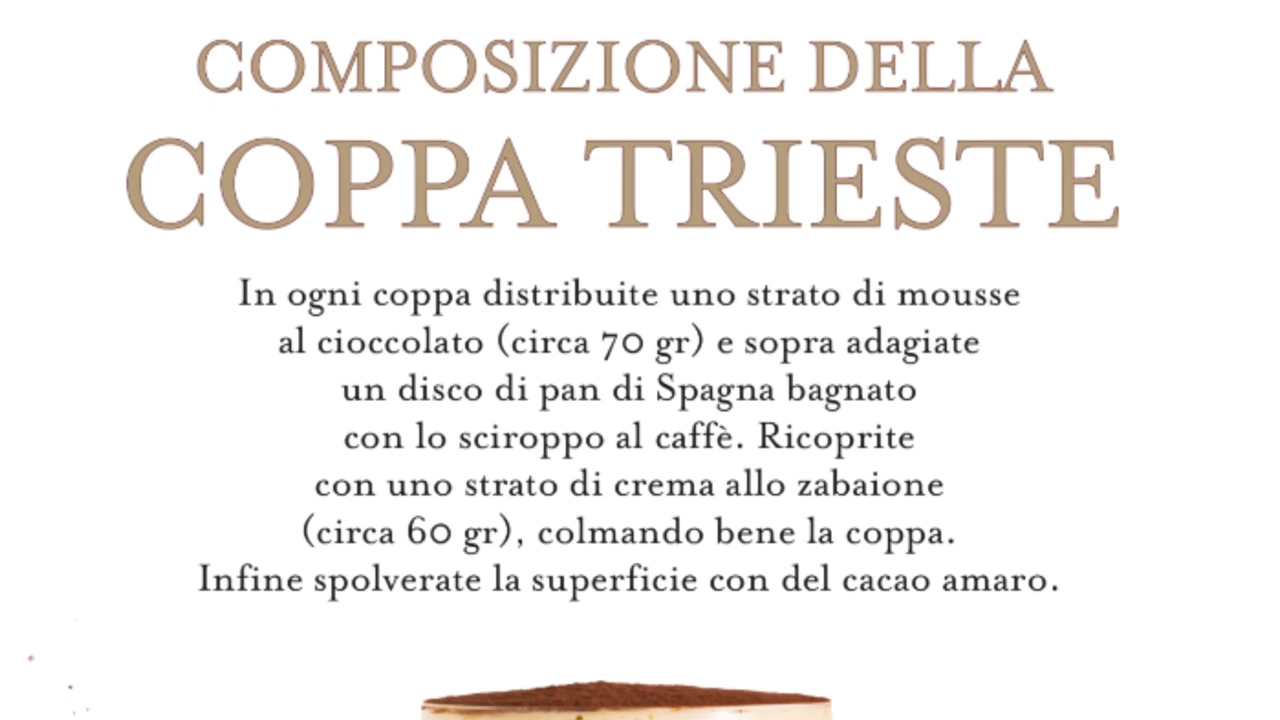 COMPOSIZIONE DELLA
COPPA TRIESTE
In ogni coppa distribuite uno strato di mousse
al cioccolato (circa 70 gr) e sopra adagiate
un disco di pan di Spagna bagnato
con lo sciroppo al caffè. Ricoprite
con uno strato di crema allo zabaione
(circa 60 gr), colmando bene la coppa.
Infine spolverate la superficie con del cacao amaro.